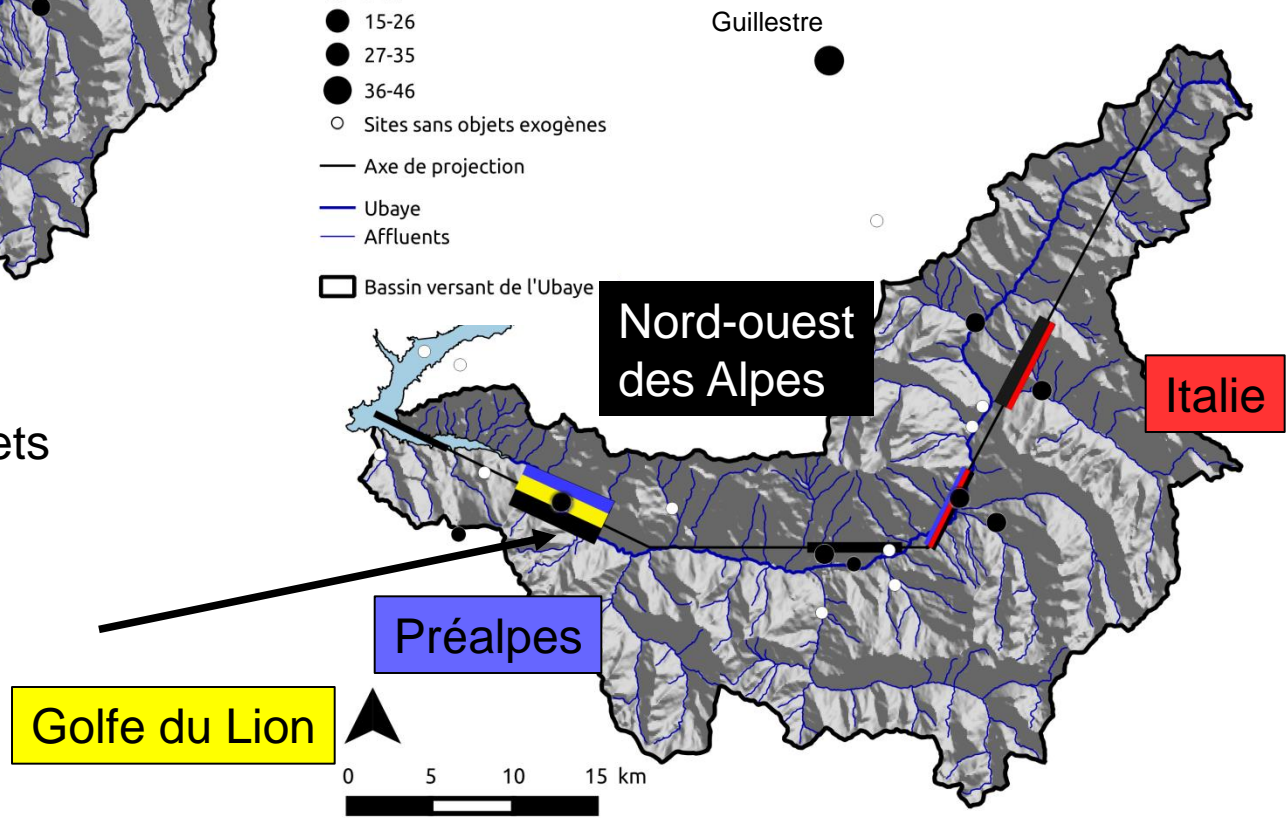 15-26
27-35
36-46
Sites sans objets exogènes
Axe de projection
Ubaye
Affluents
Bassin versant de l'Ubaye
Guillestre
Nord-ouest
des Alpes
Italie
ets
Préalpes
Golfe du Lion
0 5 10 15 km